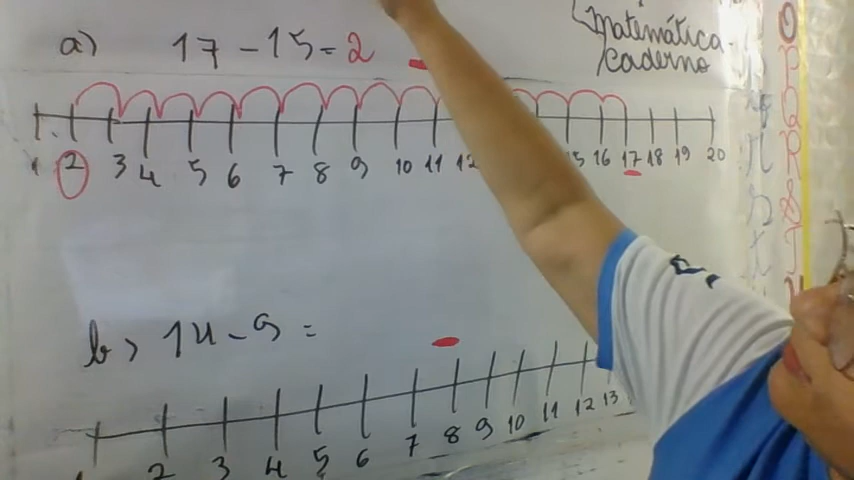 Matemática
caderno
a) 17 - 15 = 2
1 2 3 4 5 6 7 8 9 10 11 12 15 16 17 18 19 20
b) 14 - 9 =
1 2 3 4 5 6 7 8 9 10 11 12 13